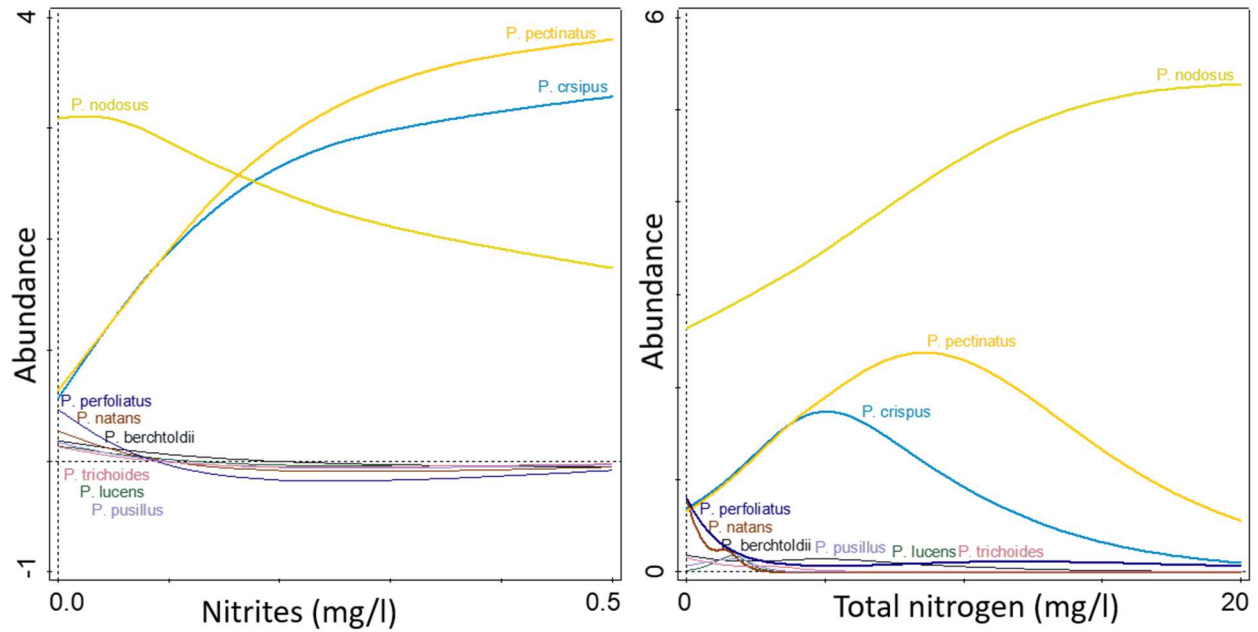 4
P. pectinatus
P. crsipus
P. nodosus
Abundance
P. perfoliatus
P. natans
P. berchtoldii
P. trichoides
P. lucens
P. pusillus
-1
0.0
Nitrites (mg/l)
0.5
6
P. nodosus
Abundance
P. pectinatus
P. crispus
P. perfoliatus
P. natans
P. berchtoldii P. pusillus P. lucens P. trichoides
0
0
Total nitrogen (mg/l)
20